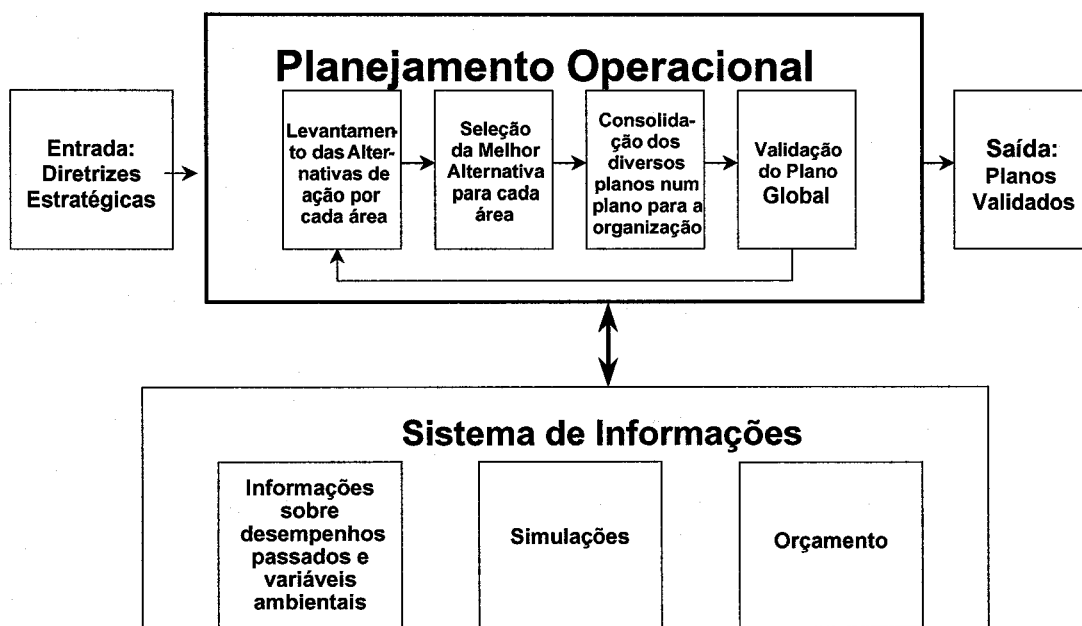 Planejamento Operacional
Entrada:
Diretrizes
Estratégicas
Levantamen-
to das Alter-
nativas de
ação por
cada área
Seleção
da Melhor
Alternativa
para cada
área
Consolida-
ção dos
diversos
planos num
plano para a
organização
Validação
do Plano
Global
Saída:
Planos
Validados
Sistema de Informações
Informações
sobre
desempenhos
passados e
variáveis
ambientais
Simulações
Orçamento